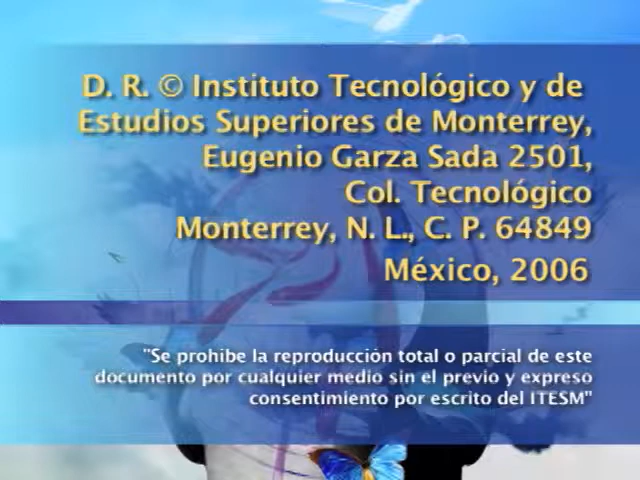 D. R. © Instituto Tecnológico y de
Estudios Superiores de Monterrey,
Eugenio Garza Sada 2501,
Col. Tecnológico
Monterrey, N. L., C. P. 64849
México, 2006
"Se prohibe la reproducción total o parcial de este
documento por cualquier medio sin el previo y expreso
consentimiento por escrito del ITESM"